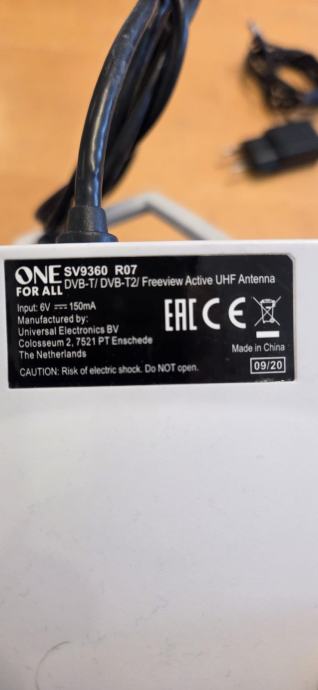 ONE FOR ALL
SV9360 R07
DVB-T/ DVB-T2/ Freeview Active UHF Antenna
Input: 6V ⎓ 150mA
Manufactured by:
Universal Electronics BV
Colosseum 2, 7521 PT Enschede
The Netherlands
EAC CE
Made in China
CAUTION: Risk of electric shock. Do NOT open.
09/20